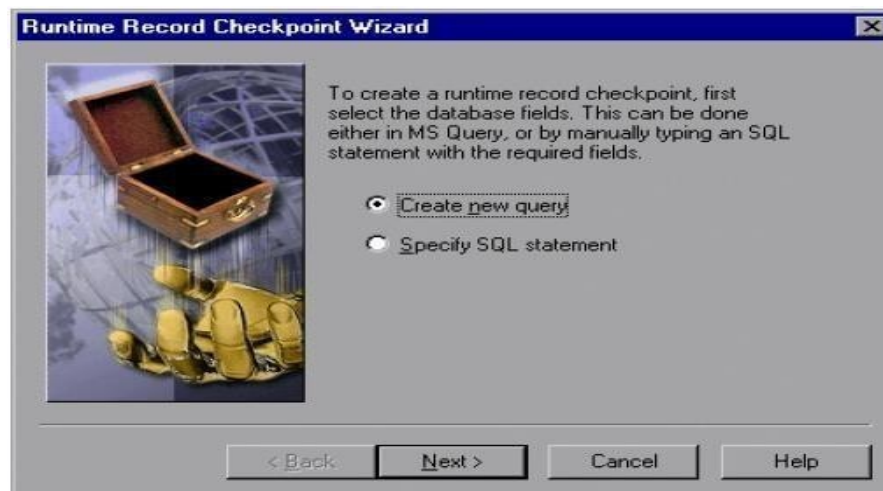 Runtime Record Checkpoint Wizard
To create a runtime record checkpoint, first
select the database fields. This can be done
either in MS Query, or by manually typing an SQL
statement with the required fields.
Create new query
Specify SQL statement
< Back
Next >
Cancel
Help